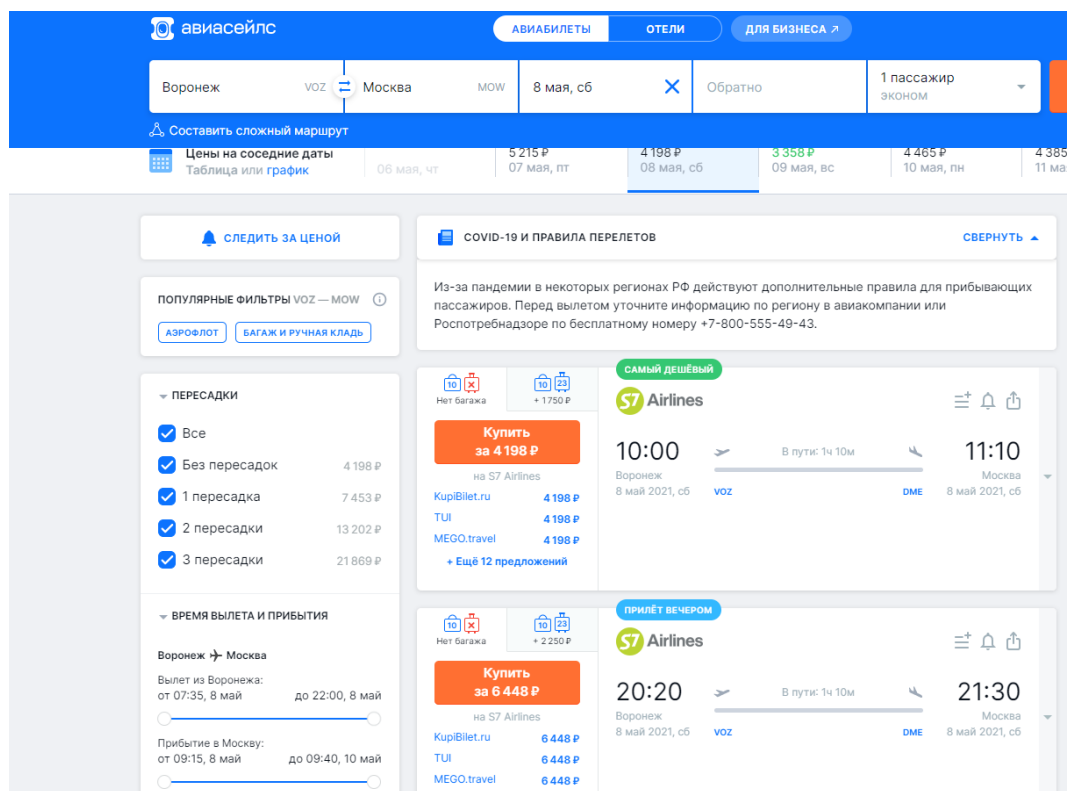 авиасейлс
АВИАБИЛЕТЫ
ОТЕЛИ
ДЛЯ БИЗНЕСА ↗
Воронеж VOZ
Москва MOW
8 мая, сб
Обратно
1 пассажир
эконом
Составить сложный маршрут
Цены на соседние даты
Таблица или график
06 мая, чт
5 215 ₽
07 мая, пт
4 198 ₽
08 мая, сб
3 358 ₽
09 мая, вс
4 465 ₽
10 мая, пн
4 385
11 ма
СЛЕДИТЬ ЗА ЦЕНОЙ
ПОПУЛЯРНЫЕ ФИЛЬТРЫ VOZ — MOW
АЭРОФЛОТ
БАГАЖ И РУЧНАЯ КЛАДЬ
ПЕРЕСАДКИ
Все
Без пересадок 4 198 ₽
1 пересадка 7 453 ₽
2 пересадки 13 202 ₽
3 пересадки 21 869 ₽
ВРЕМЯ ВЫЛЕТА И ПРИБЫТИЯ
Воронеж Москва
Вылет из Воронежа:
от 07:35, 8 май до 22:00, 8 май
Прибытие в Москву:
от 09:15, 8 май до 09:40, 10 май
COVID-19 И ПРАВИЛА ПЕРЕЛЕТОВ
СВЕРНУТЬ
Из-за пандемии в некоторых регионах РФ действуют дополнительные правила для прибывающих
пассажиров. Перед вылетом уточните информацию по региону в авиакомпании или
Роспотребнадзоре по бесплатному номеру +7-800-555-49-43.
10
Нет багажа
10 23
+ 1 750 ₽
Купить
за 4 198 ₽
на S7 Airlines
KupiBilet.ru 4 198 ₽
TUI 4 198 ₽
MEGO.travel 4 198 ₽
+ Ещё 12 предложений
САМЫЙ ДЕШЁВЫЙ
S7 Airlines
10:00
В пути: 1ч 10м
11:10
Воронеж
Москва
8 май 2021, сб
VOZ
DME
8 май 2021, сб
10
Нет багажа
10 23
+ 2 250 ₽
Купить
за 6 448 ₽
на S7 Airlines
KupiBilet.ru 6 448 ₽
TUI 6 448 ₽
MEGO.travel 6 448 ₽
ПРИЛЁТ ВЕЧЕРОМ
S7 Airlines
20:20
В пути: 1ч 10м
21:30
Воронеж
Москва
8 май 2021, сб
VOZ
DME
8 май 2021, сб